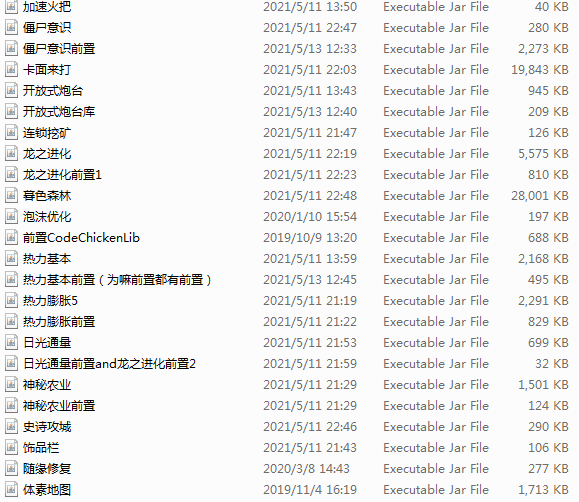 加速火把 2021/5/11 13:50 Executable Jar File 40 KB
僵尸意识 2021/5/11 22:47 Executable Jar File 280 KB
僵尸意识前置 2021/5/13 12:33 Executable Jar File 2,273 KB
卡面来打 2021/5/11 22:03 Executable Jar File 19,843 KB
开放式炮台 2021/5/11 13:43 Executable Jar File 945 KB
开放式炮台库 2021/5/13 12:40 Executable Jar File 209 KB
连锁挖矿 2021/5/11 21:47 Executable Jar File 126 KB
龙之进化 2021/5/11 22:19 Executable Jar File 5,575 KB
龙之进化前置1 2021/5/11 22:23 Executable Jar File 810 KB
暮色森林 2021/5/11 22:48 Executable Jar File 28,001 KB
泡沫优化 2020/1/10 15:54 Executable Jar File 197 KB
前置CodeChickenLib 2019/10/9 13:20 Executable Jar File 688 KB
热力基本 2021/5/11 13:59 Executable Jar File 2,168 KB
热力基本前置（为嘛前置都有前置） 2021/5/13 12:45 Executable Jar File 495 KB
热力膨胀5 2021/5/11 21:19 Executable Jar File 2,291 KB
热力膨胀前置 2021/5/11 21:22 Executable Jar File 829 KB
日光通量 2021/5/11 21:53 Executable Jar File 699 KB
日光通量前置and龙之进化前置2 2021/5/11 21:59 Executable Jar File 32 KB
神秘农业 2021/5/11 21:29 Executable Jar File 1,501 KB
神秘农业前置 2021/5/11 21:29 Executable Jar File 124 KB
史诗攻城 2021/5/11 22:46 Executable Jar File 290 KB
饰品栏 2021/5/11 21:43 Executable Jar File 106 KB
随缘修复 2020/3/8 14:43 Executable Jar File 277 KB
体素地图 2019/11/4 16:19 Executable Jar File 1,713 KB